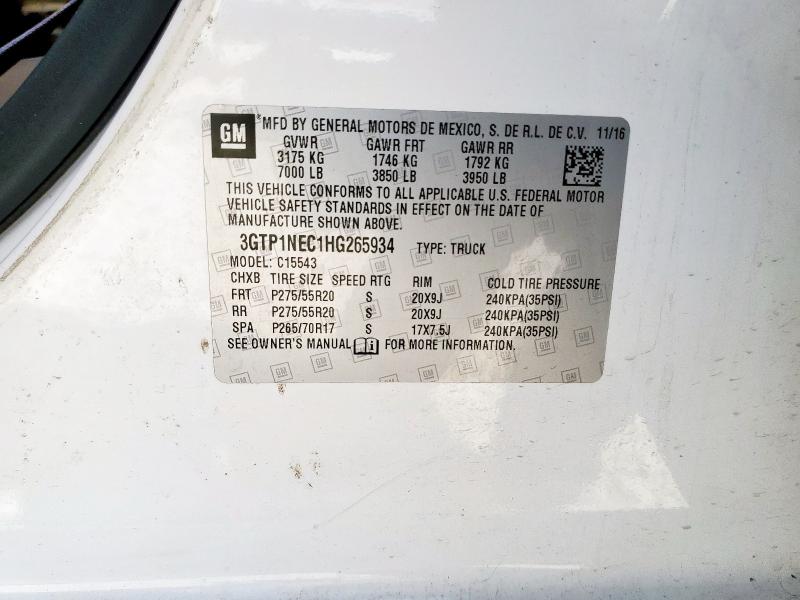 GM *MFD BY GENERAL MOTORS DE MEXICO, S. DE R.L. DE C.V. 11/16
GVWR GAWR FRT GAWR RR
3175 KG 1746 KG 1792 KG
7000 LB 3850 LB 3950 LB
THIS VEHICLE CONFORMS TO ALL APPLICABLE U.S. FEDERAL MOTOR
VEHICLE SAFETY STANDARDS IN EFFECT ON THE DATE OF
MANUFACTURE SHOWN ABOVE.
3GTP1NEC1HG265934 TYPE: TRUCK
MODEL: C15543
CHXB TIRE SIZE SPEED RTG RIM COLD TIRE PRESSURE
FRT P275/55R20 S 20X9J 240KPA(35PSI)
RR P275/55R20 S 20X9J 240KPA(35PSI)
SPA P265/70R17 S 17X7.5J 240KPA(35PSI)
SEE OWNER'S MANUAL FOR MORE INFORMATION.